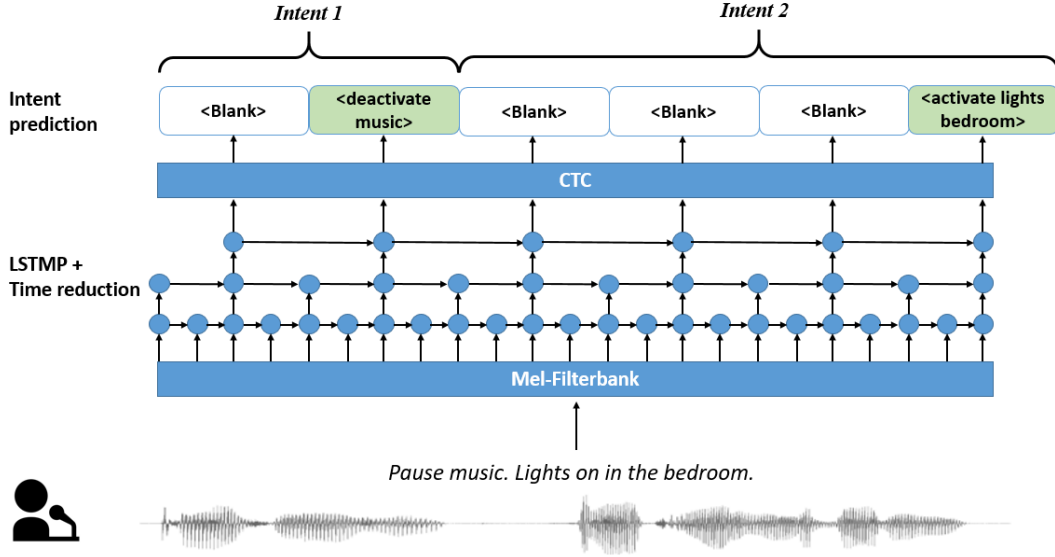 Intent 1
Intent 2
Intent
prediction
<Blank>
<deactivate
music>
<Blank>
<Blank>
<Blank>
<activate lights
bedroom>
CTC
LSTMP +
Time reduction
Mel-Filterbank
Pause music. Lights on in the bedroom.